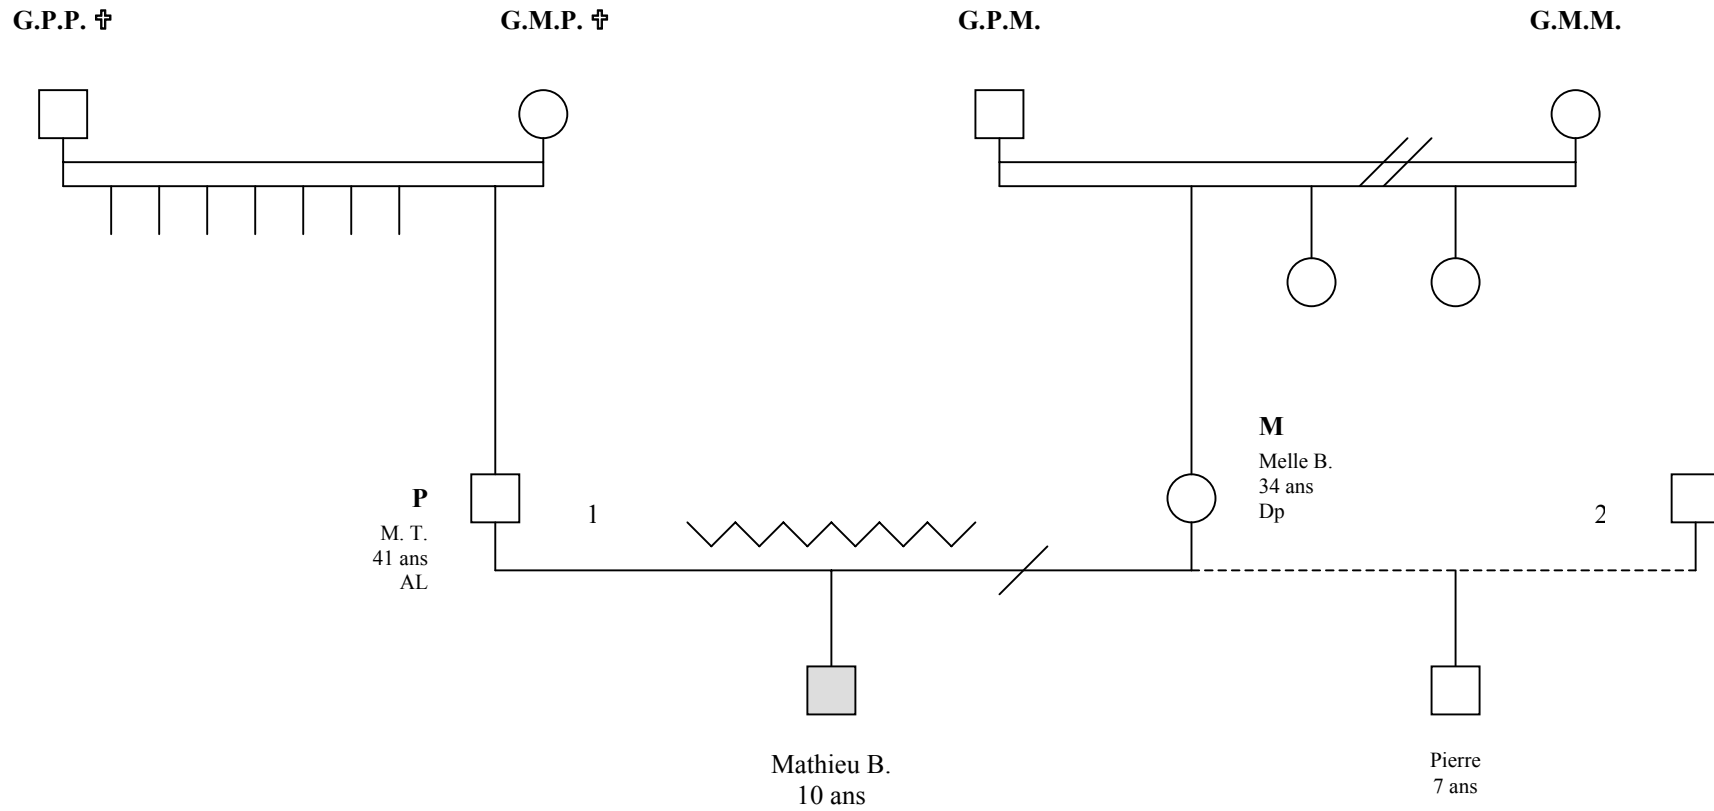 G.P.P. ✞
G.M.P. ✞
G.P.M.
G.M.M.
M
Melle B.
34 ans
Dp
P
M. T.
41 ans
AL
1
2
Mathieu B.
10 ans
Pierre
7 ans